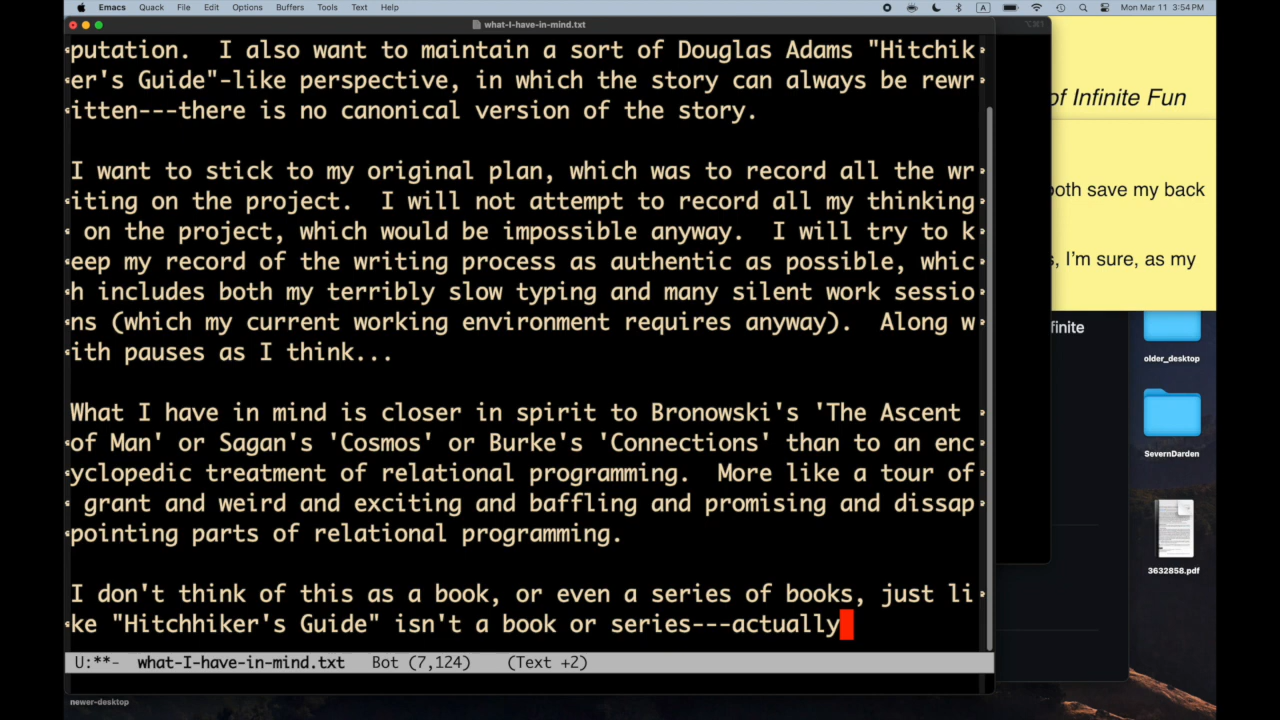 Emacs Quack File Edit Options Buffers Tools Text Help A Mon Mar 11 3:54 PM
what-I-have-in-mind.txt
putation.  I also want to maintain a sort of Douglas Adams "Hitchik
er's Guide"-like perspective, in which the story can always be rewr
itten---there is no canonical version of the story.
I want to stick to my original plan, which was to record all the wr
iting on the project.  I will not attempt to record all my thinking
 on the project, which would be impossible anyway.  I will try to k
eep my record of the writing process as authentic as possible, whic
h includes both my terribly slow typing and many silent work sessio
ns (which my current working environment requires anyway).  Along w
ith pauses as I think...
What I have in mind is closer in spirit to Bronowski's 'The Ascent
of Man' or Sagan's 'Cosmos' or Burke's 'Connections' than to an enc
yclopedic treatment of relational programming.  More like a tour of
 grant and weird and exciting and baffling and promising and dissap
pointing parts of relational programming.
I don't think of this as a book, or even a series of books, just li
ke "Hitchhiker's Guide" isn't a book or series---actually
U:**-  what-I-have-in-mind.txt   Bot (7,124)    (Text +2)
newer-desktop
of Infinite Fun
both save my back
s, I'm sure, as my
finite
older_desktop
SevernDarden
3632858.pdf